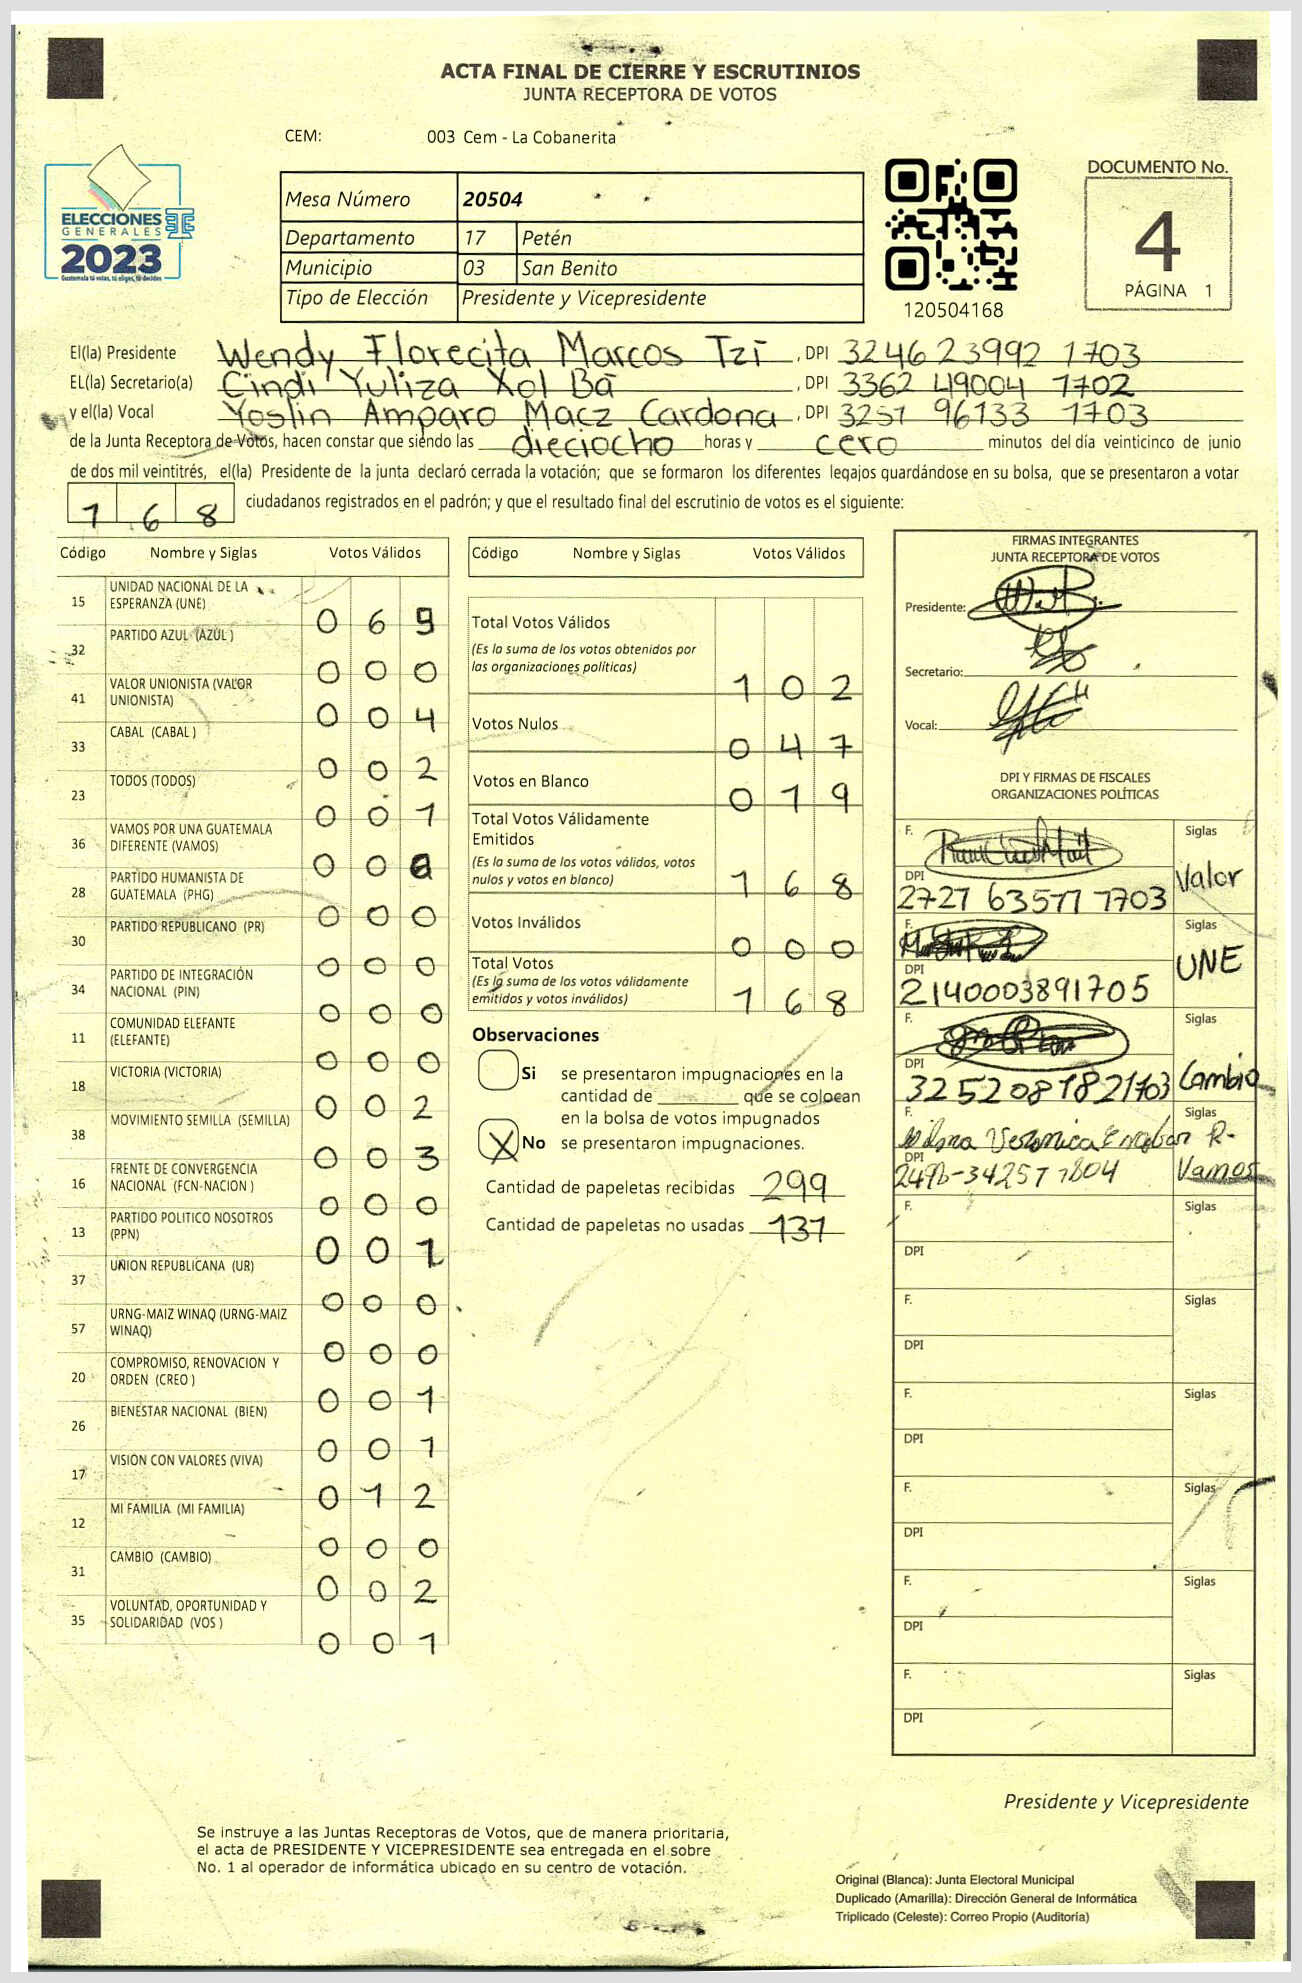 ACTA FINAL DE CIERRE Y ESCRUTINIOS
JUNTA RECEPTORA DE VOTOS
CEM: 003 Cem - La Cobanerita
ELECCIONES
GENERALES
2023
Guatemala tú votas, tú eliges, tú decides
Mesa Número 20504
Departamento 17 Petén
Municipio 03 San Benito
Tipo de Elección Presidente y Vicepresidente
120504168
DOCUMENTO No.
4
PÁGINA 1
El(la) Presidente Wendy Florecita Marcos Tzi, DPI 3246 23992 1703
EL(la) Secretario(a) Cindi Yuliza Xol Bá, DPI 3362 49004 1702
y el(la) Vocal Yoslin Amparo Macz Cardona, DPI 3251 96133 1703
de la Junta Receptora de Votos, hacen constar que siendo las dieciocho horas y cero minutos del día veinticinco de junio
de dos mil veintitrés, el(la) Presidente de la junta declaró cerrada la votación; que se formaron los diferentes legajos guardándose en su bolsa, que se presentaron a votar
168 ciudadanos registrados en el padrón; y que el resultado final del escrutinio de votos es el siguiente:
Código Nombre y Siglas Votos Válidos
15 UNIDAD NACIONAL DE LA ESPERANZA (UNE) 0 6 9
32 PARTIDO AZUL (AZUL ) 0 0 0
41 VALOR UNIONISTA (VALOR UNIONISTA) 0 0 4
33 CABAL (CABAL ) 0 0 2
23 TODOS (TODOS) 0 0 1
36 VAMOS POR UNA GUATEMALA DIFERENTE (VAMOS) 0 0
28 PARTIDO HUMANISTA DE GUATEMALA (PHG) 0 0 0
30 PARTIDO REPUBLICANO (PR) 0 0 0
34 PARTIDO DE INTEGRACIÓN NACIONAL (PIN) 0 0 0
11 COMUNIDAD ELEFANTE (ELEFANTE) 0 0 0
18 VICTORIA (VICTORIA) 0 0 2
38 MOVIMIENTO SEMILLA (SEMILLA) 0 0 3
16 FRENTE DE CONVERGENCIA NACIONAL (FCN-NACION ) 0 0 0
13 PARTIDO POLITICO NOSOTROS (PPN) 0 0 1
37 UNION REPUBLICANA (UR) 0 0 0
57 URNG-MAIZ WINAQ (URNG-MAIZ WINAQ) 0 0 0
20 COMPROMISO, RENOVACION Y ORDEN (CREO ) 0 0 1
26 BIENESTAR NACIONAL (BIEN) 0 0 1
17 VISION CON VALORES (VIVA) 0 1 2
12 MI FAMILIA (MI FAMILIA) 0 0 0
31 CAMBIO (CAMBIO) 0 0 2
35 VOLUNTAD, OPORTUNIDAD Y SOLIDARIDAD (VOS ) 0 0 1
Código Nombre y Siglas Votos Válidos
Total Votos Válidos
(Es la suma de los votos obtenidos por
las organizaciones políticas) 1 0 2
Votos Nulos 0 4 7
Votos en Blanco 0 1 9
Total Votos Válidamente
Emitidos
(Es la suma de los votos válidos, votos
nulos y votos en blanco) 1 6 8
Votos Inválidos 0 0 0
Total Votos
(Es la suma de los votos válidamente
emitidos y votos inválidos) 1 6 8
Observaciones
Si se presentaron impugnaciones en la
cantidad de ________ que se colocan
en la bolsa de votos impugnados
X No se presentaron impugnaciones.
Cantidad de papeletas recibidas 299
Cantidad de papeletas no usadas 131
FIRMAS INTEGRANTES
JUNTA RECEPTORA DE VOTOS
Presidente:
Secretario:
Vocal:
DPI Y FIRMAS DE FISCALES
ORGANIZACIONES POLÍTICAS
F. Siglas
DPI Valor
2727 63577 1703
F. Siglas
DPI UNE
2140003891705
F. Siglas
DPI Cambio
3252087821703
F. Siglas
Veronica R-
DPI Vamos
F. Siglas
DPI
F. Siglas
DPI
F. Siglas
DPI
F. Siglas
DPI
F. Siglas
DPI
F. Siglas
DPI
Presidente y Vicepresidente
Se instruye a las Juntas Receptoras de Votos, que de manera prioritaria,
el acta de PRESIDENTE Y VICEPRESIDENTE sea entregada en el sobre
No. 1 al operador de informática ubicado en su centro de votación.
Original (Blanca): Junta Electoral Municipal
Duplicado (Amarilla): Dirección General de Informática
Triplicado (Celeste): Correo Propio (Auditoría)